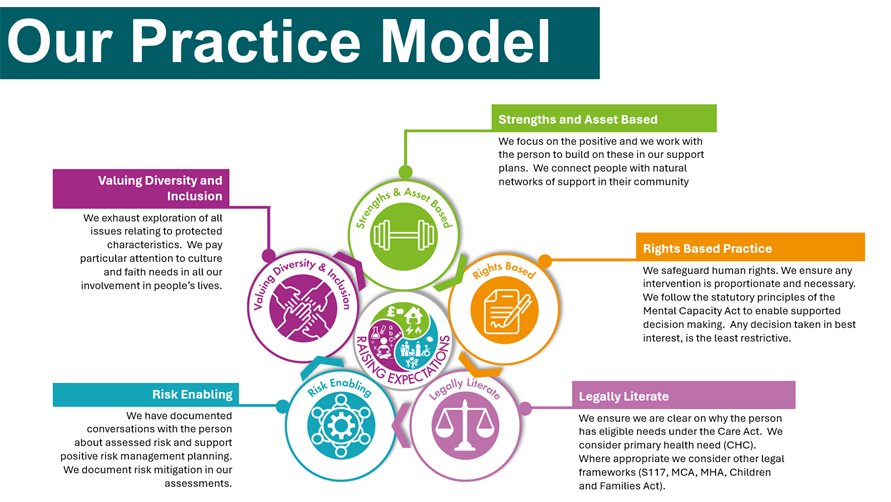 Our Practice Model
Strengths and Asset Based
We focus on the positive and we work with
the person to build on these in our support
plans.  We connect people with natural
networks of support in their community
Valuing Diversity and
Inclusion
We exhaust exploration of all
issues relating to protected
characteristics.  We pay
particular attention to culture
and faith needs in all our
involvement in people's lives.
Rights Based Practice
We safeguard human rights. We ensure any
intervention is proportionate and necessary.
We follow the statutory principles of the
Mental Capacity Act to enable supported
decision making.  Any decision taken in best
interest, is the least restrictive.
Strengths & Asset Based
Valuing Diversity & Inclusion
Rights Based
£
RAISING EXPECTATIONS
Risk Enabling
Legally Literate
Risk Enabling
We have documented
conversations with the person
about assessed risk and support
positive risk management planning.
We document risk mitigation in our
assessments.
Legally Literate
We ensure we are clear on why the person
has eligible needs under the Care Act.  We
consider primary health need (CHC).
Where appropriate we consider other legal
frameworks (S117, MCA, MHA, Children
and Families Act).